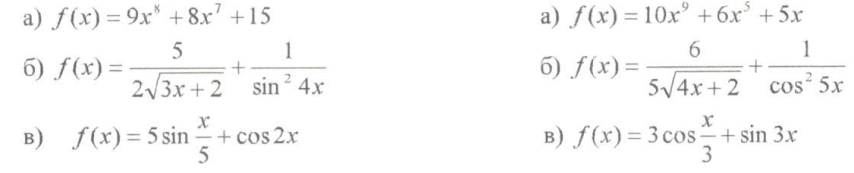 а) f(x) = 9x⁸ + 8x⁷ + 15
б) f(x) = 5/(2√(3x + 2)) + 1/(sin² 4x)
в) f(x) = 5 sin x/5 + cos 2x
а) f(x) = 10x⁹ + 6x⁵ + 5x
б) f(x) = 6/(5√(4x + 2)) + 1/(cos² 5x)
в) f(x) = 3 cos x/3 + sin 3x